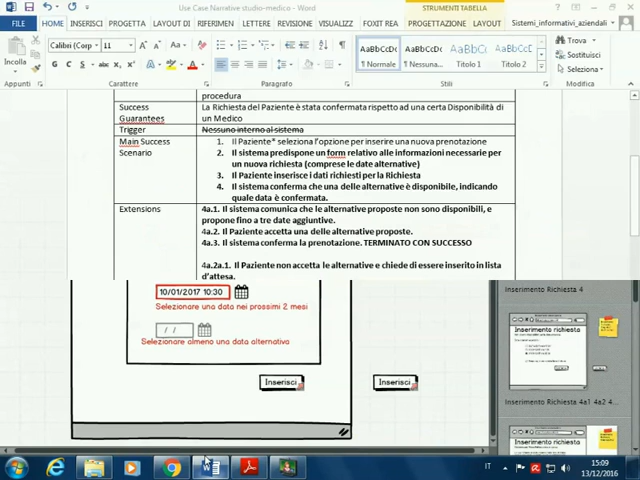 Use Case Narrative studio-medico - Word
STRUMENTI TABELLA
FILE HOME INSERISCI PROGETTA LAYOUT DI RIFERIMEN LETTERE REVISIONE VISUALIZZ FOXIT REA PROGETTAZIONE LAYOUT Sistemi_informativi_aziendali
Incolla
Calibri (Corp 11
G C S abc
AaBbCcDc AaBbCcDc AaBbC AaBbCcD
¶ Normale ¶ Nessuna... Titolo 1 Titolo 2
Trova
Sostituisci
Seleziona
Appunti Carattere Paragrafo Stili Modifica
procedura
Success Guarantees
La Richiesta del Paziente è stata confermata rispetto ad una certa Disponibilità di
un Medico
Trigger
Nessuno interno al sistema
Main Success Scenario
1. Il Paziente* seleziona l'opzione per inserire una nuova prenotazione
2. Il sistema predispone un form relativo alle informazioni necessarie per
un nuova richiesta (comprese le date alternative)
3. Il Paziente inserisce i dati richiesti per la Richiesta
4. Il sistema conferma che una delle alternative è disponibile, indicando
quale data è confermata.
Extensions
4a.1. Il sistema comunica che le alternative proposte non sono disponibili, e
propone fino a tre date aggiuntive.
4a.2. Il Paziente accetta una delle alternative proposte.
4a.3. Il sistema conferma la prenotazione. TERMINATO CON SUCCESSO
4a.2a.1. Il Paziente non accetta le alternative e chiede di essere inserito in lista
d'attesa.
10/01/2017 10:30
Selezionare una data nei prossimi 2 mesi
/ /
Selezionare almeno una data alternativa
Inserisci
Inserisci
Inserimento Richiesta 4
Inserimento richiesta
Inserimento Richiesta 4a1 4a2 4...
Inserimento richiesta
IT
15:09
13/12/2016